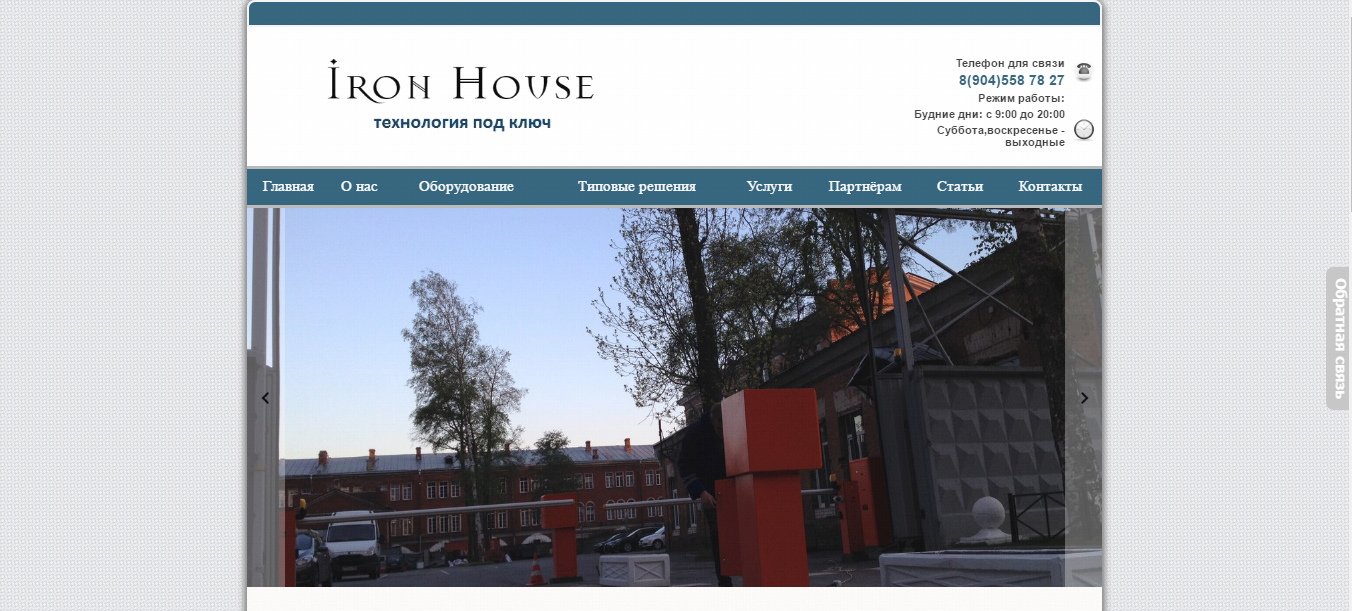 Iron House
технология под ключ
Телефон для связи
8(904)558 78 27
Режим работы:
Будние дни: с 9:00 до 20:00
Суббота,воскресенье -
выходные
Главная О нас Оборудование Типовые решения Услуги Партнёрам Статьи Контакты
Обратная связь